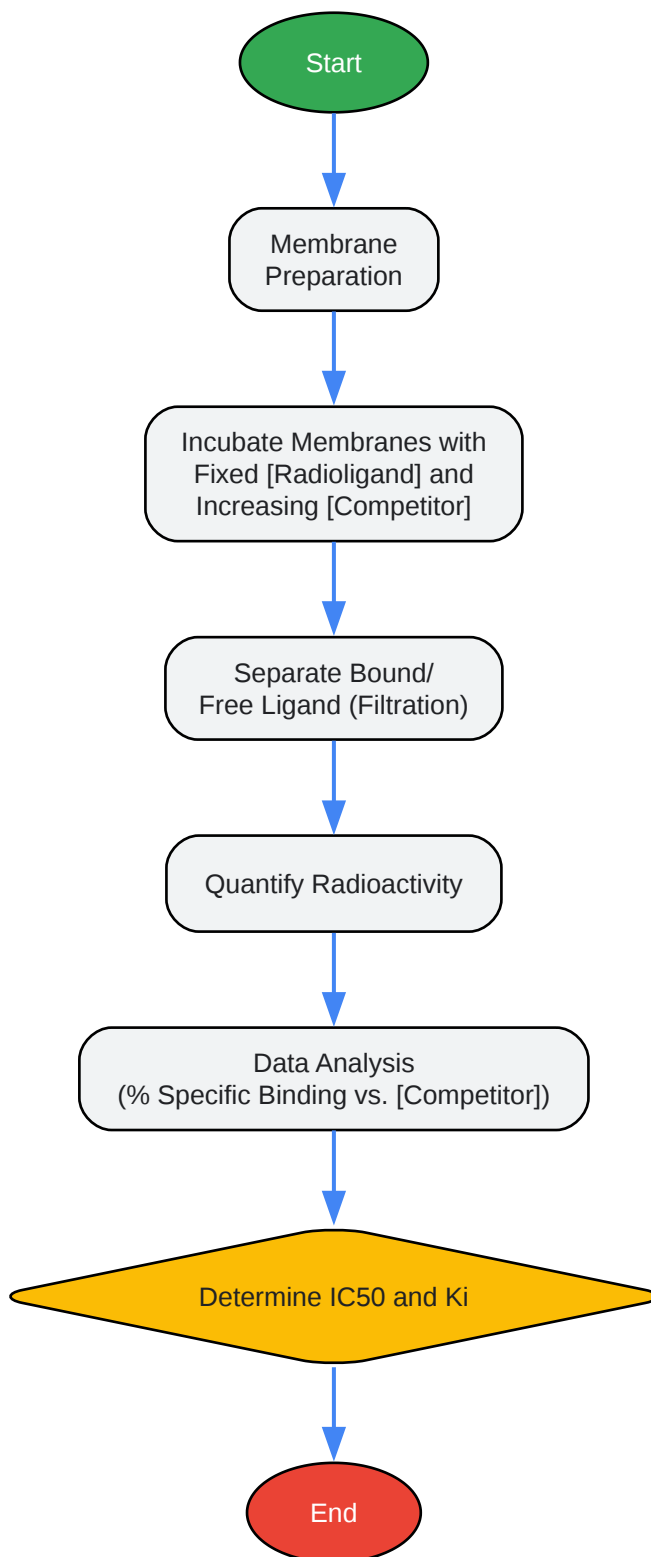 Start
Membrane
Preparation
Incubate Membranes with
Fixed [Radioligand] and
Increasing [Competitor]
Separate Bound/
Free Ligand (Filtration)
Quantify Radioactivity
Data Analysis
(% Specific Binding vs. [Competitor])
Determine IC50 and Ki
End